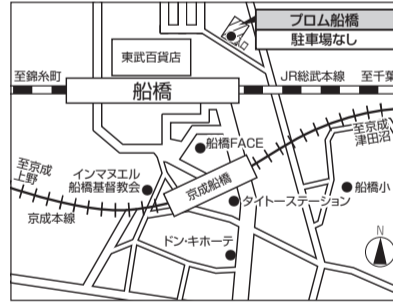 プロム船橋
駐車場なし
東武百貨店
至錦糸町
船橋
JR総武本線
至千葉
船橋FACE
至京成
津田沼
至京成
上野
インマヌエル
船橋基督教会
京成船橋
船橋小
タイトーステーション
京成本線
ドン・キホーテ
N